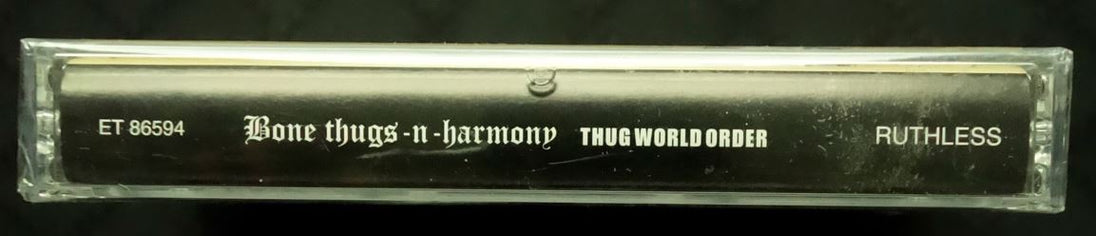 ET 86594 Bone thugs-n-harmony THUG WORLD ORDER RUTHLESS